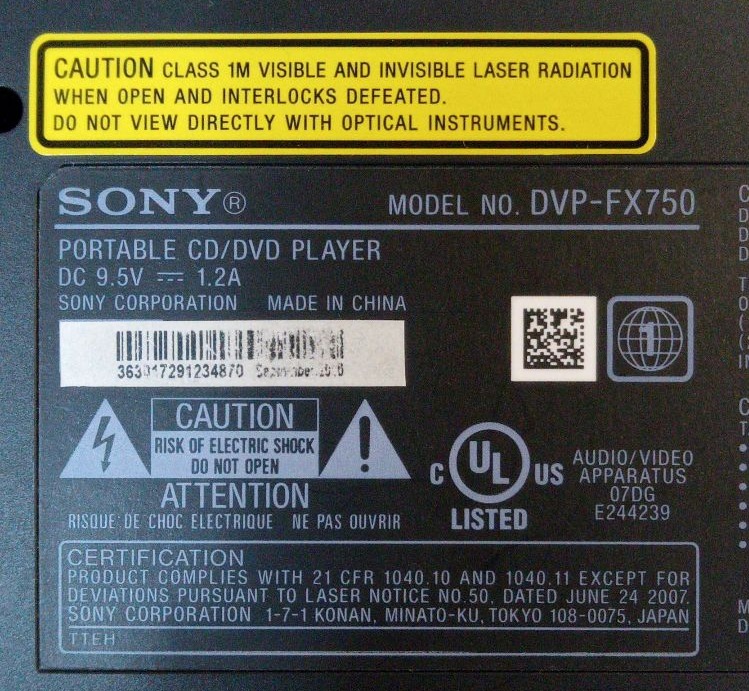 CAUTION CLASS 1M VISIBLE AND INVISIBLE LASER RADIATION
WHEN OPEN AND INTERLOCKS DEFEATED.
DO NOT VIEW DIRECTLY WITH OPTICAL INSTRUMENTS.
SONY® MODEL NO. DVP-FX750
PORTABLE CD/DVD PLAYER
DC 9.5V ⎓ 1.2A
SONY CORPORATION MADE IN CHINA
1
CAUTION
RISK OF ELECTRIC SHOCK
DO NOT OPEN
ATTENTION
RISQUE DE CHOC ELECTRIQUE NE PAS OUVRIR
C UL US
LISTED
AUDIO/VIDEO
APPARATUS
07DG
E244239
CERTIFICATION
PRODUCT COMPLIES WITH 21 CFR 1040.10 AND 1040.11 EXCEPT FOR
DEVIATIONS PURSUANT TO LASER NOTICE NO.50, DATED JUNE 24 2007.
SONY CORPORATION 1-7-1 KONAN, MINATO-KU, TOKYO 108-0075, JAPAN
TTEH